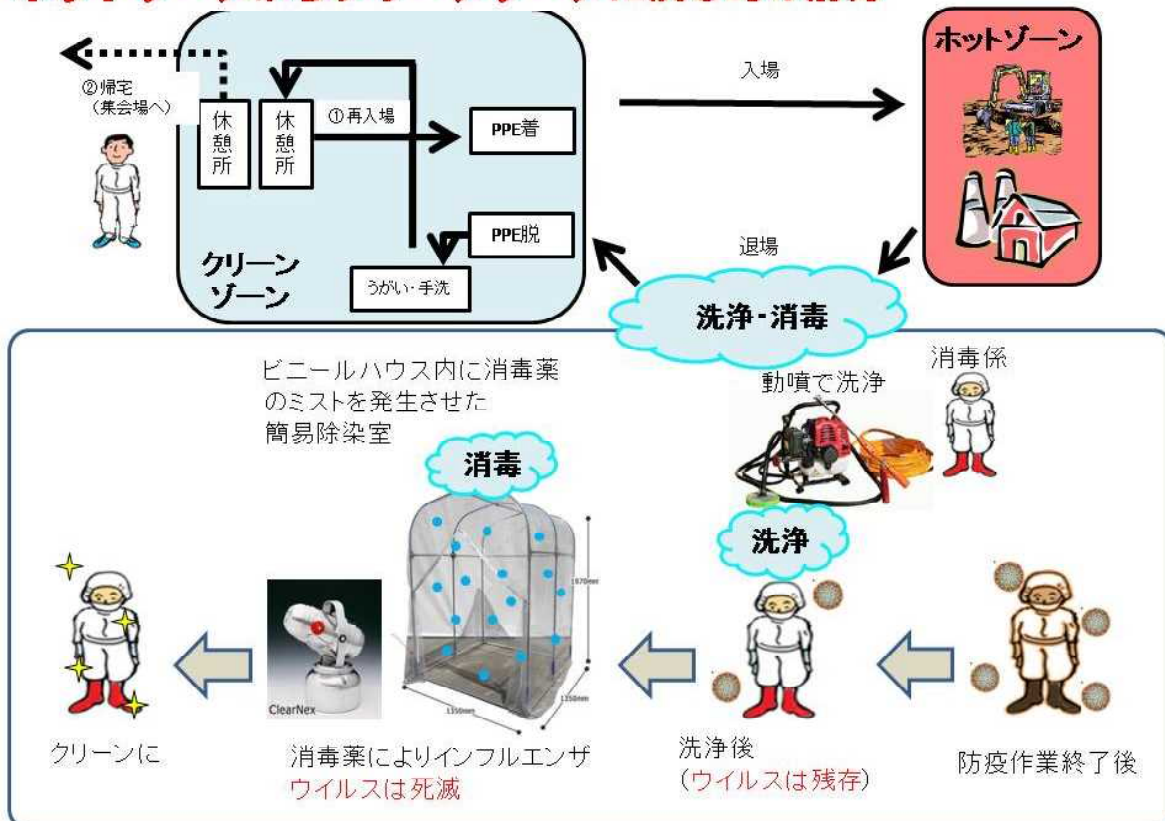 ホットゾーン
入場
②帰宅
(集会場へ)
休憩所
休憩所
①再入場
PPE着
PPE脱
うがい・手洗
クリーン
ゾーン
退場
洗浄・消毒
ビニールハウス内に消毒薬
のミストを発生させた
簡易除染室
動噴で洗浄
消毒係
消毒
洗浄
1870mm
1350mm
1350mm
ClearNex
クリーンに
消毒薬によりインフルエンザ
ウイルスは死滅
洗浄後
(ウイルスは残存)
防疫作業終了後